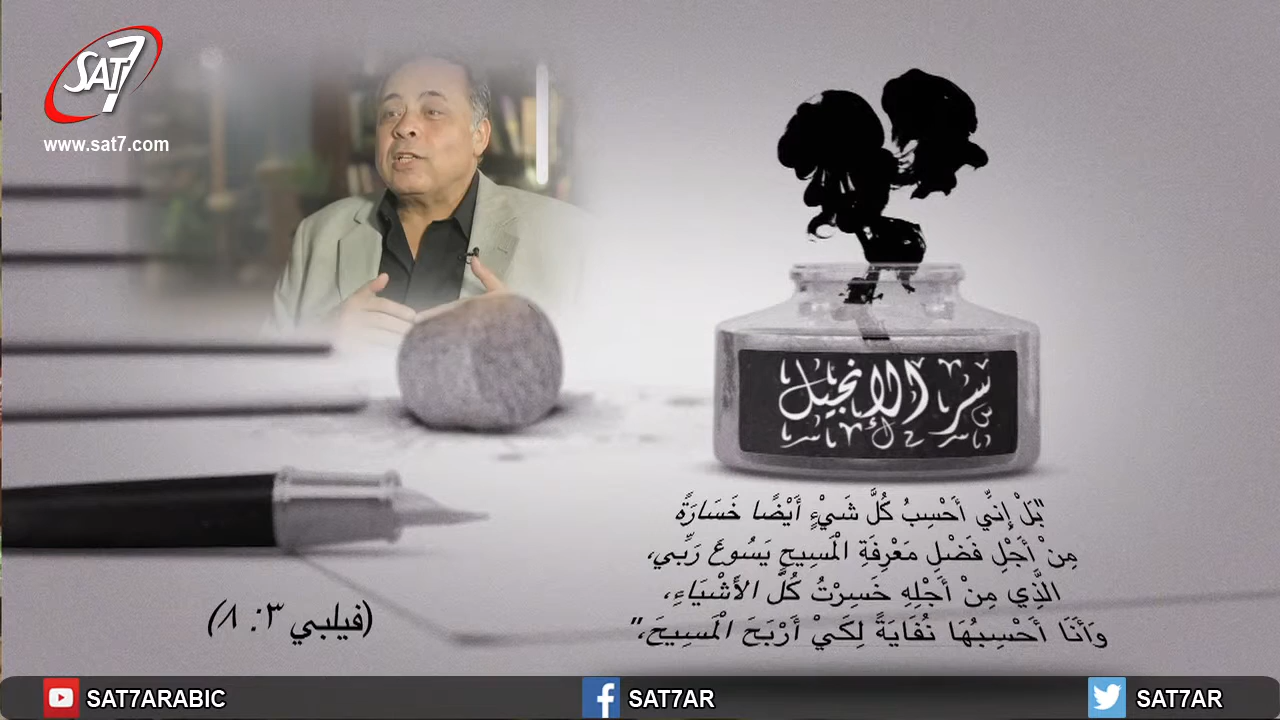 SAT7
www.sat7.com
سر الإنجيل
"بَلْ إِنِّي أَحْسِبُ كُلَّ شَيْءٍ أَيْضًا خَسَارَةً
مِنْ أَجْلِ فَضْلِ مَعْرِفَةِ الْمَسِيحِ يَسُوعَ رَبِّي،
الَّذِي مِنْ أَجْلِهِ خَسِرْتُ كُلَّ الأَشْيَاءِ،
وَأَنَا أَحْسِبُهَا نُفَايَةً لِكَيْ أَرْبَحَ الْمَسِيحَ،"
(فيلبي ٣: ٨)
SAT7ARABIC
SAT7AR
SAT7AR